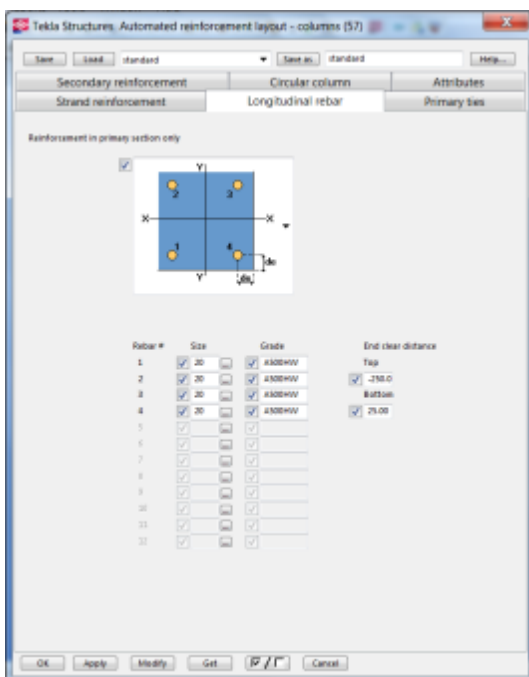 Tekla Structures Automated reinforcement layout - columns (57)
Save Load standard Save as standard Help...
Secondary reinforcement Circular column Attributes
Strand reinforcement Longitudinal rebar Primary ties
Reinforcement in primary section only
Y
2 3
X X
1 4
dc
Y dc
Rebar # Size Grade End clear distance
1 20 A500HW Top
2 20 A500HW -250.0
3 20 A500HW Bottom
4 20 A500HW 25.00
5
6
7
8
9
10
11
12
OK Apply Modify Get / Cancel